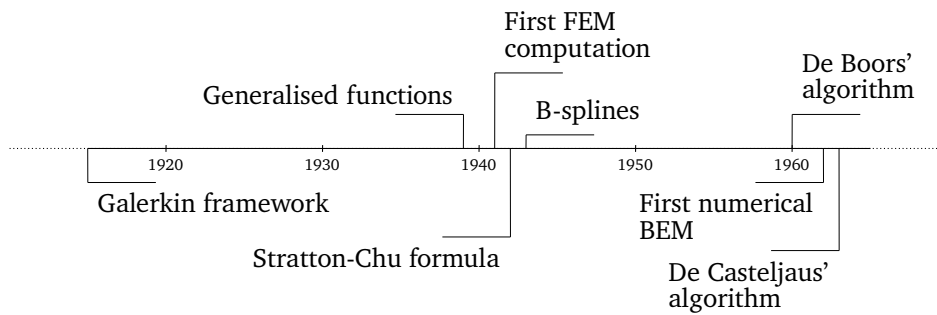 First FEM
computation
De Boors'
algorithm
Generalised functions
B-splines
1920
1930
1940
1950
1960
Galerkin framework
First numerical
BEM
Stratton-Chu formula
De Casteljaus'
algorithm